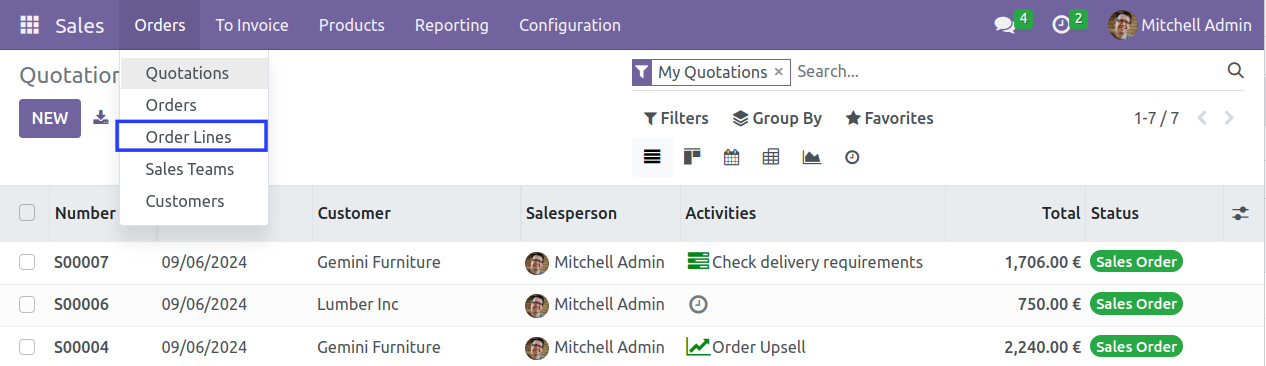 Sales Orders To Invoice Products Reporting Configuration 4 2 Mitchell Admin
Quotation
My Quotations × Search...
Quotations
NEW
Orders
Filters Group By Favorites 1-7 / 7
Order Lines
Sales Teams
Customers
Number Customer Salesperson Activities Total Status
S00007 09/06/2024 Gemini Furniture Mitchell Admin Check delivery requirements 1,706.00 € Sales Order
S00006 09/06/2024 Lumber Inc Mitchell Admin 750.00 € Sales Order
S00004 09/06/2024 Gemini Furniture Mitchell Admin Order Upsell 2,240.00 € Sales Order